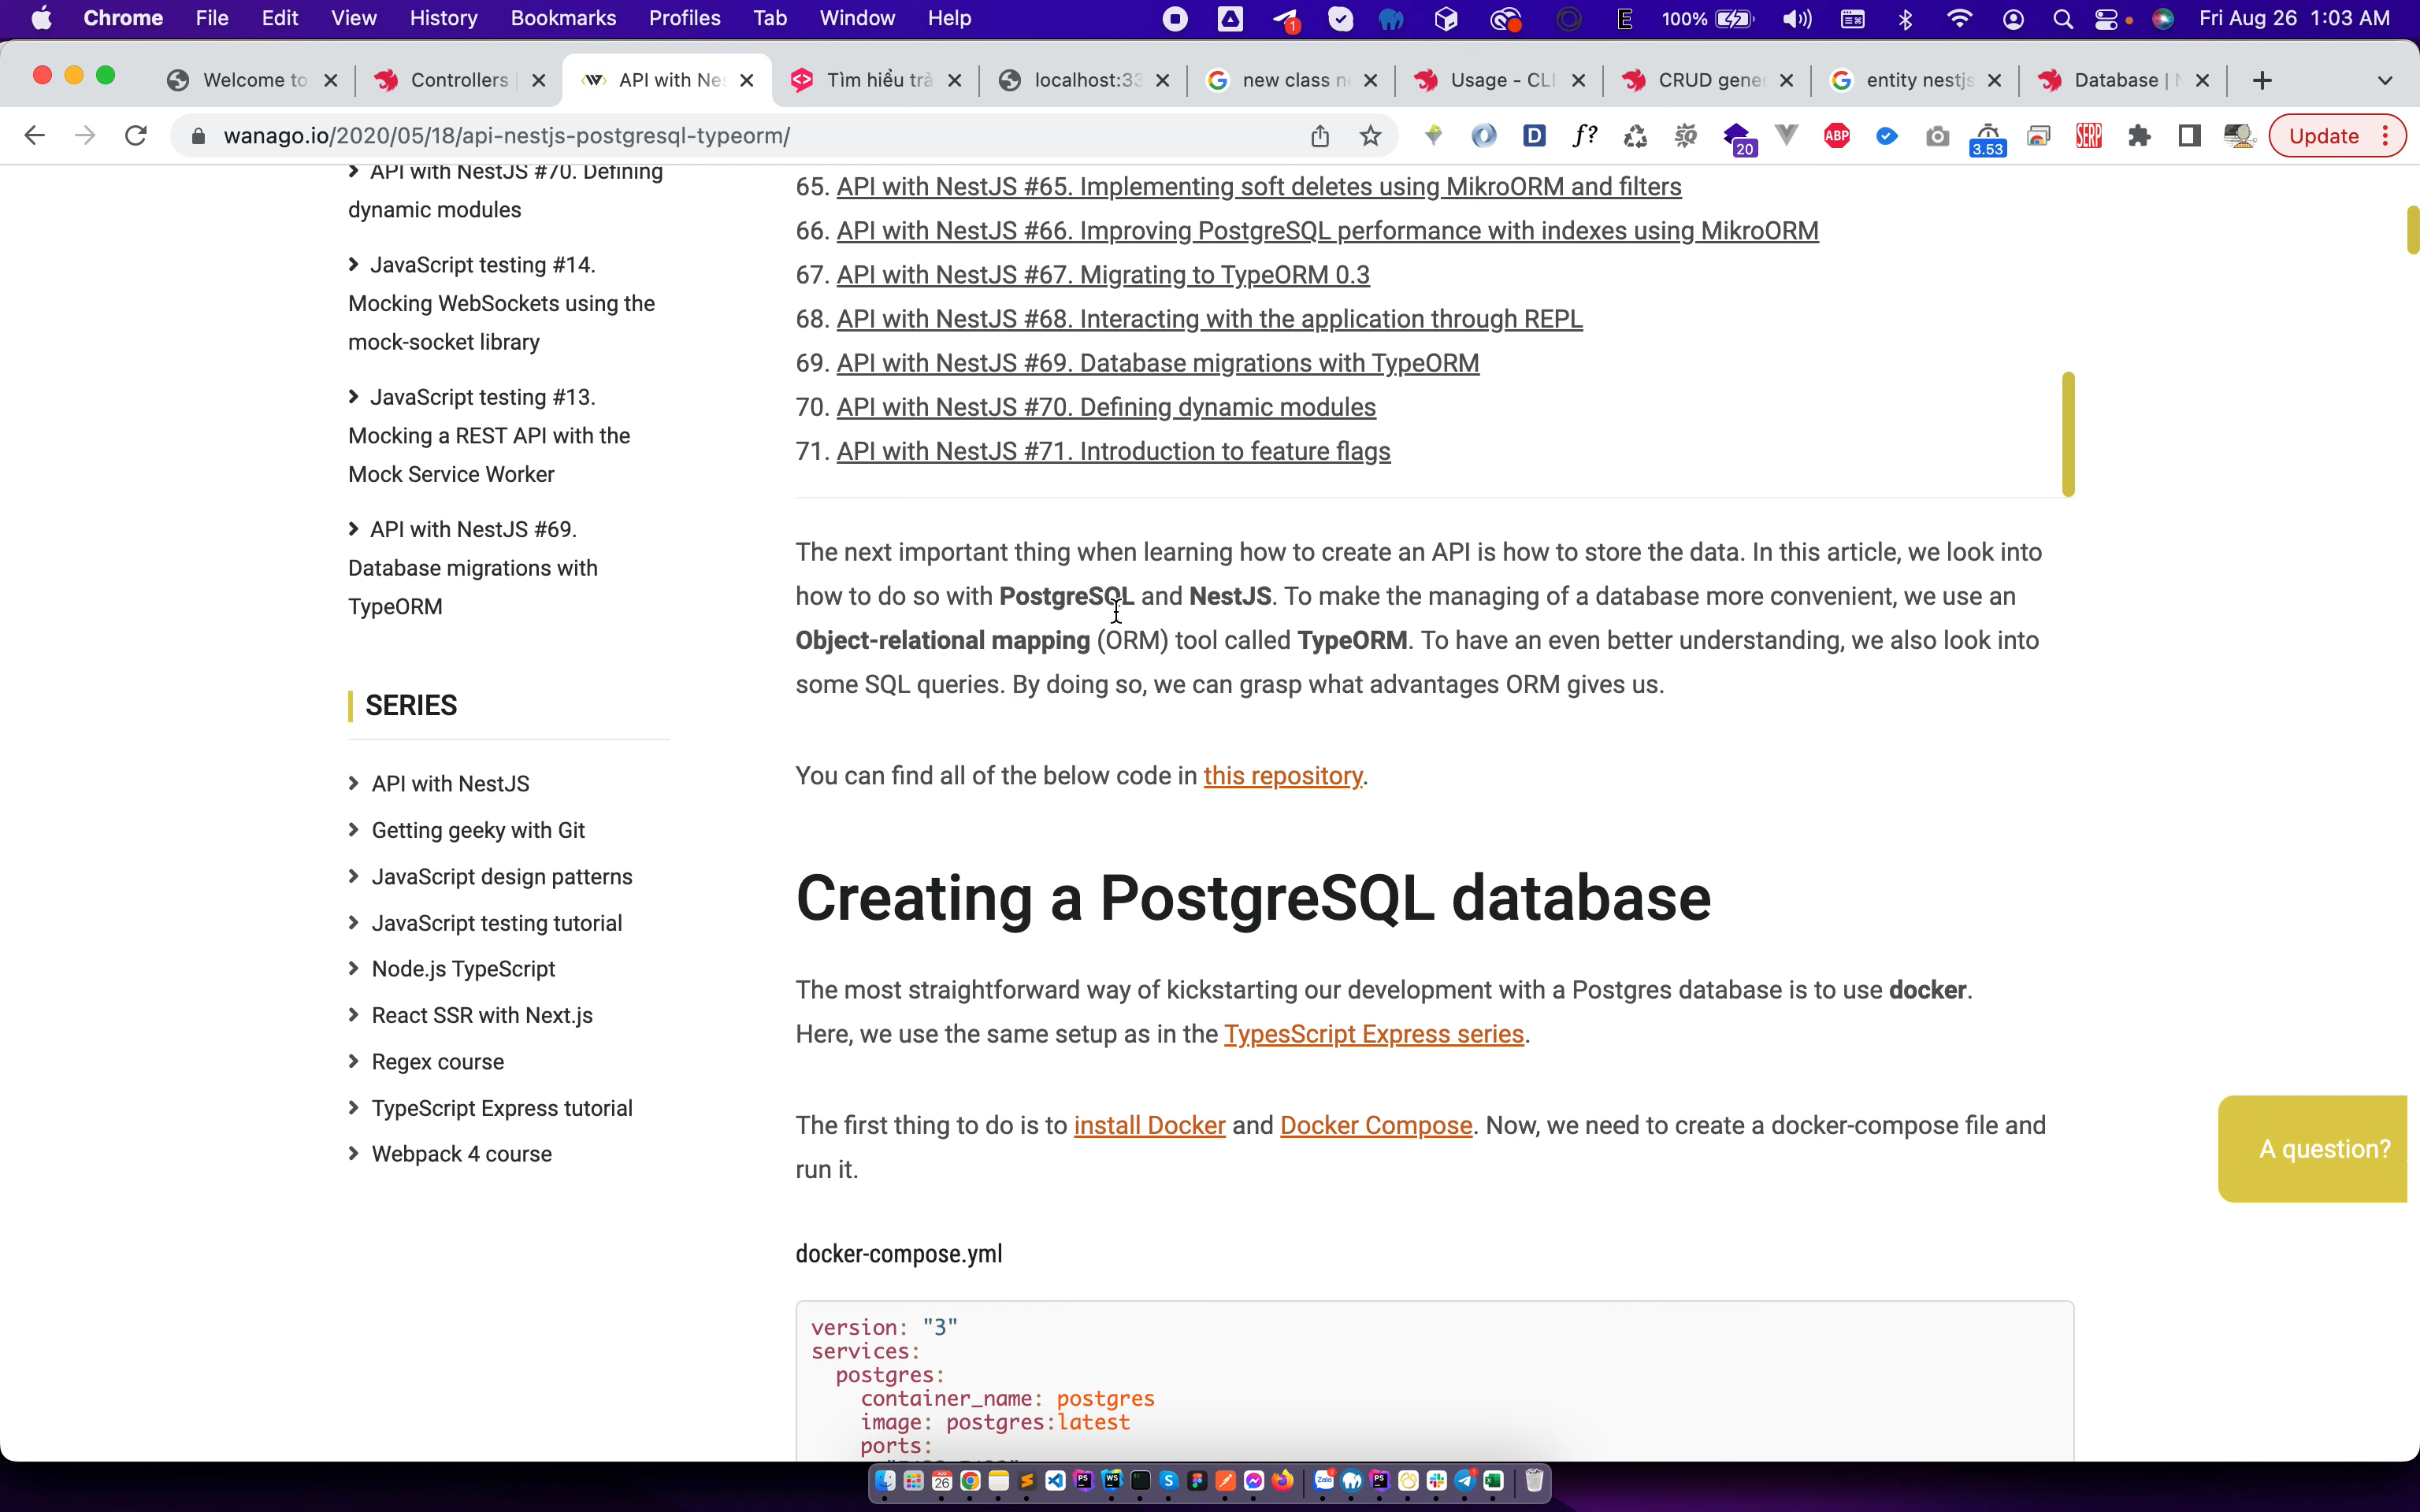 Chrome File Edit View History Bookmarks Profiles Tab Window Help 1 E 100% Fri Aug 26 1:03 AM
Welcome to Controllers API with Nes Tìm hiểu trả localhost:33 new class n Usage - CLI CRUD gener entity nestjs Database |
wanago.io/2020/05/18/api-nestjs-postgresql-typeorm/ D f? SQ 20 ABP 3.53 SERP Update
API with NestJS #70. Defining
dynamic modules
JavaScript testing #14.
Mocking WebSockets using the
mock-socket library
JavaScript testing #13.
Mocking a REST API with the
Mock Service Worker
API with NestJS #69.
Database migrations with
TypeORM
SERIES
API with NestJS
Getting geeky with Git
JavaScript design patterns
JavaScript testing tutorial
Node.js TypeScript
React SSR with Next.js
Regex course
TypeScript Express tutorial
Webpack 4 course
65. API with NestJS #65. Implementing soft deletes using MikroORM and filters
66. API with NestJS #66. Improving PostgreSQL performance with indexes using MikroORM
67. API with NestJS #67. Migrating to TypeORM 0.3
68. API with NestJS #68. Interacting with the application through REPL
69. API with NestJS #69. Database migrations with TypeORM
70. API with NestJS #70. Defining dynamic modules
71. API with NestJS #71. Introduction to feature flags
The next important thing when learning how to create an API is how to store the data. In this article, we look into
how to do so with PostgreSQL and NestJS. To make the managing of a database more convenient, we use an
Object-relational mapping (ORM) tool called TypeORM. To have an even better understanding, we also look into
some SQL queries. By doing so, we can grasp what advantages ORM gives us.
You can find all of the below code in this repository.
Creating a PostgreSQL database
The most straightforward way of kickstarting our development with a Postgres database is to use docker.
Here, we use the same setup as in the TypesScript Express series.
The first thing to do is to install Docker and Docker Compose. Now, we need to create a docker-compose file and
run it.
docker-compose.yml
version: "3"
services:
postgres:
container_name: postgres
image: postgres:latest
ports:
A question?